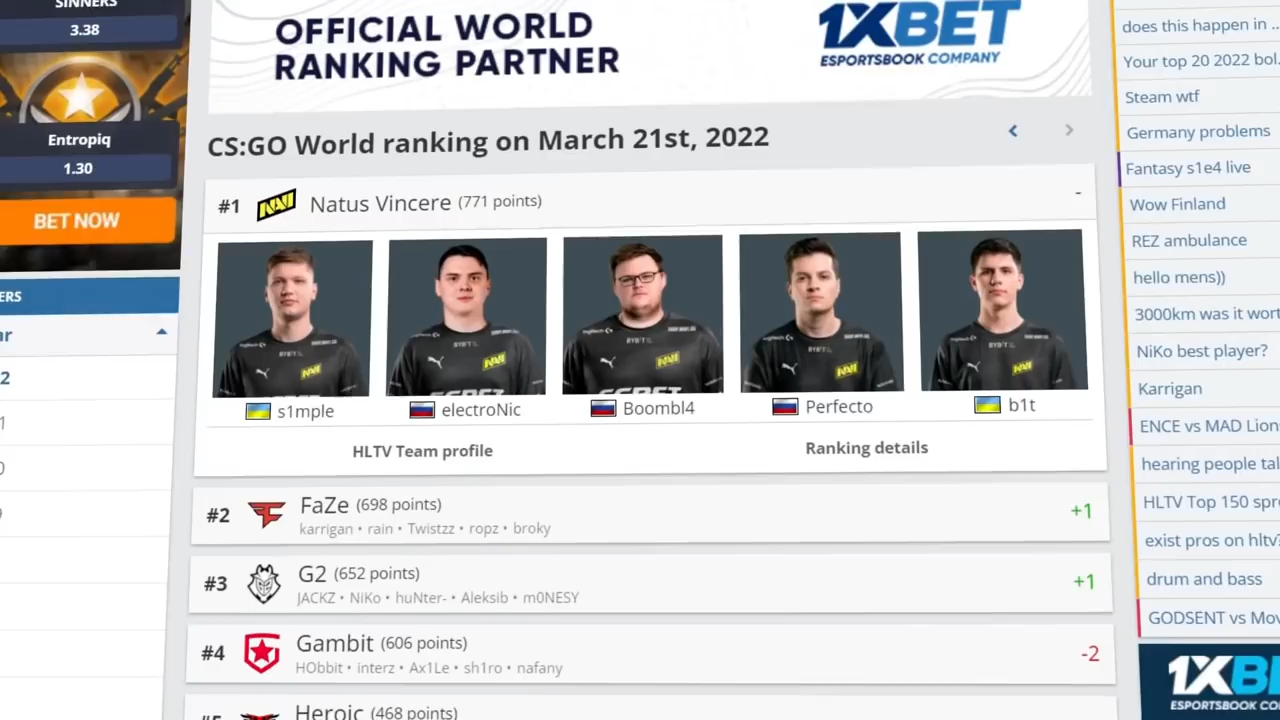 SINNERS
3.38
Entropiq
1.30
BET NOW
ERS
OFFICIAL WORLD
RANKING PARTNER
1XBET
ESPORTSBOOK COMPANY
CS:GO World ranking on March 21st, 2022
#1 NAVI Natus Vincere (771 points) -
s1mple electroNic Boombl4 Perfecto b1t
HLTV Team profile Ranking details
#2 FaZe (698 points) +1
karrigan • rain • Twistzz • ropz • broky
#3 G2 (652 points) +1
JACKZ • NiKo • huNter- • Aleksib • m0NESY
#4 Gambit (606 points) -2
HObbit • interz • Ax1Le • sh1ro • nafany
Heroic (468 points)
does this happen in ...
Your top 20 2022 bol.
Steam wtf
Germany problems
Fantasy s1e4 live
Wow Finland
REZ ambulance
hello mens))
3000km was it wort
NiKo best player?
Karrigan
ENCE vs MAD Lion
hearing people tal
HLTV Top 150 spr
exist pros on hltv?
drum and bass
GODSENT vs Mov
1XBE
ESPORTSBOOK CO